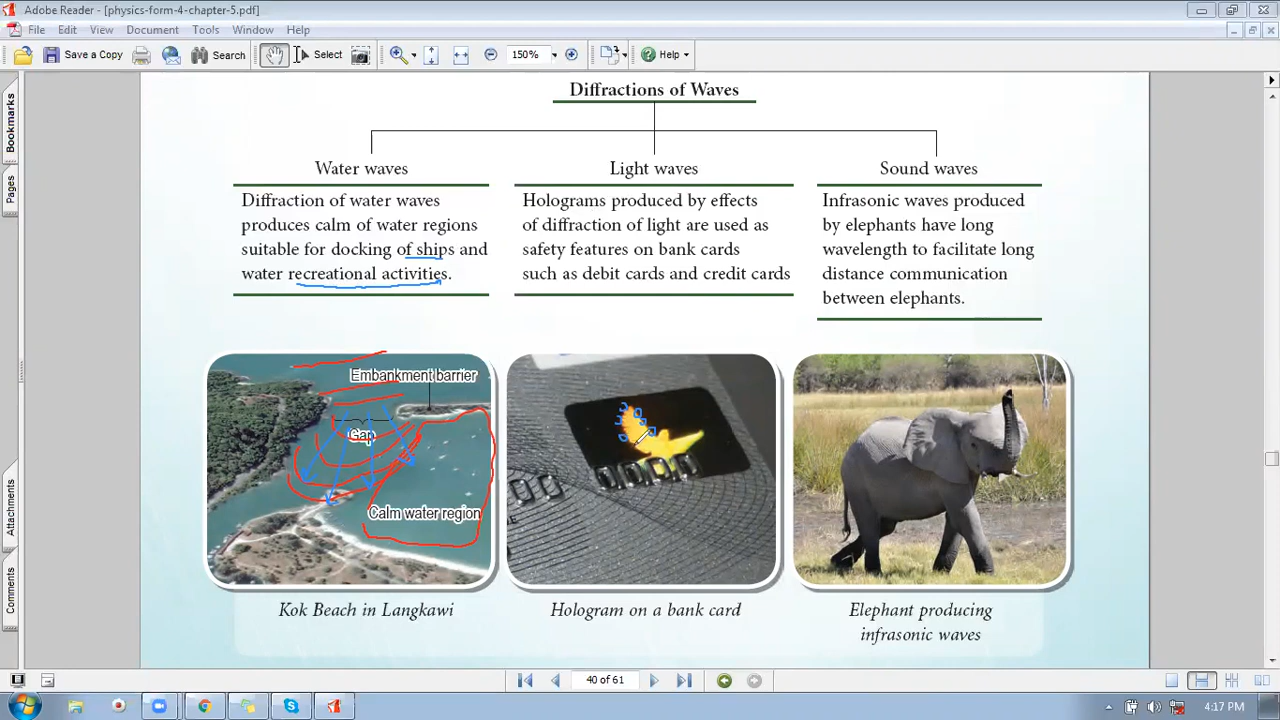 Adobe Reader - [physics-form-4-chapter-5.pdf]
File Edit View Document Tools Window Help
Save a Copy Search Select 150% Help
Bookmarks
Pages
Attachments
Comments
Diffractions of Waves
Water waves
Diffraction of water waves
produces calm of water regions
suitable for docking of ships and
water recreational activities.
Light waves
Holograms produced by effects
of diffraction of light are used as
safety features on bank cards
such as debit cards and credit cards
Sound waves
Infrasonic waves produced
by elephants have long
wavelength to facilitate long
distance communication
between elephants.
Embankment barrier
Gap
Calm water region
Kok Beach in Langkawi
Hologram on a bank card
Elephant producing
infrasonic waves
40 of 61
4:17 PM